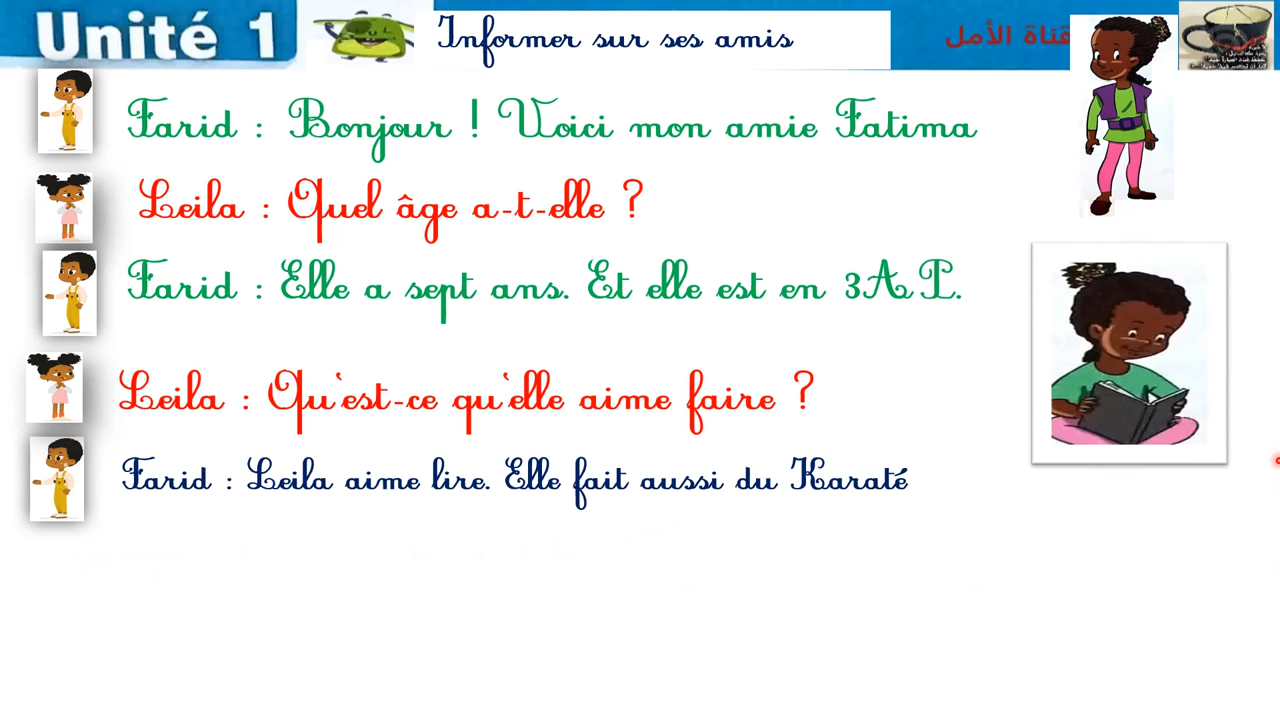 Unité 1
Informer sur ses amis
قناة الأمل
Farid : Bonjour ! Voici mon amie Fatima
Leila : Quel âge a-t-elle ?
Farid : Elle a sept ans. Et elle est en 3A P.
Leila : Qu'est-ce qu'elle aime faire ?
Farid : Leila aime lire. Elle fait aussi du Karaté